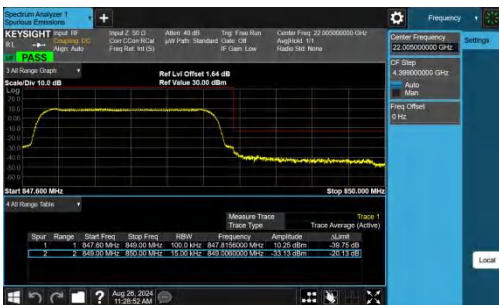 Spectrum Analyzer 1
Spurious Emissions
Frequency
KEYSIGHT Input: RF
Coupling: DC
Align: Auto
Input Z: 50 Ω
Corr CCorr RCal
Freq Ref: Int (S)
Atten: 40 dB
µW Path: Standard
Trig: Free Run
Gate: Off
IF Gain: Low
Center Freq: 22.005000000 GHz
Avg|Hold: 1/1
Radio Std: None
RL
PASS
3 All Range Graph
Scale/Div 10.0 dB
Ref Lvl Offset 1.64 dB
Ref Value 30.00 dBm
Log
20.0
10.0
0.00
-10.0
-20.0
-30.0
-40.0
-50.0
-60.0
Start 847.600 MHz
Stop 850.000 MHz
4 All Range Table
Measure Trace
Trace 1
Trace Type
Trace Average (Active)
Spur Range Start Freq Stop Freq RBW Frequency Amplitude ΔLimit
1 1 847.60 MHz 849.00 MHz 100.0 kHz 847.8156000 MHz 10.25 dBm -39.75 dB
2 2 849.00 MHz 850.00 MHz 15.00 kHz 849.0060000 MHz -33.13 dBm -20.13 dB
Center Frequency
22.005000000 GHz
Settings
CF Step
4.399000000 GHz
Auto
Man
Freq Offset
0 Hz
Local
?
Aug 26, 2024
11:28:52 AM